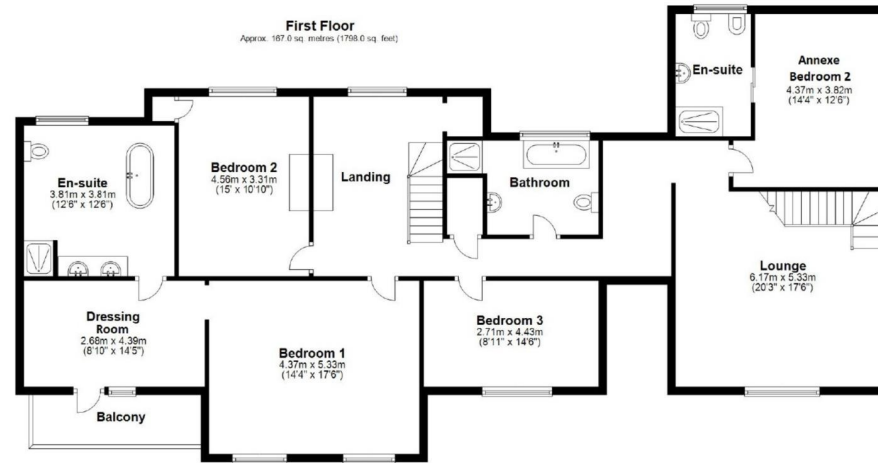 First Floor
Approx. 167.0 sq. metres (1798.0 sq. feet)
En-suite
Annexe
Bedroom 2
4.37m x 3.82m
(14'4" x 12'6")
En-suite
3.81m x 3.81m
(12'6" x 12'6")
Bedroom 2
4.56m x 3.31m
(15' x 10'10")
Landing
Bathroom
Lounge
6.17m x 5.33m
(20'3" x 17'6")
Dressing
Room
2.68m x 4.39m
(8'10" x 14'5")
Bedroom 1
4.37m x 5.33m
(14'4" x 17'6")
Bedroom 3
2.71m x 4.43m
(8'11" x 14'6")
Balcony